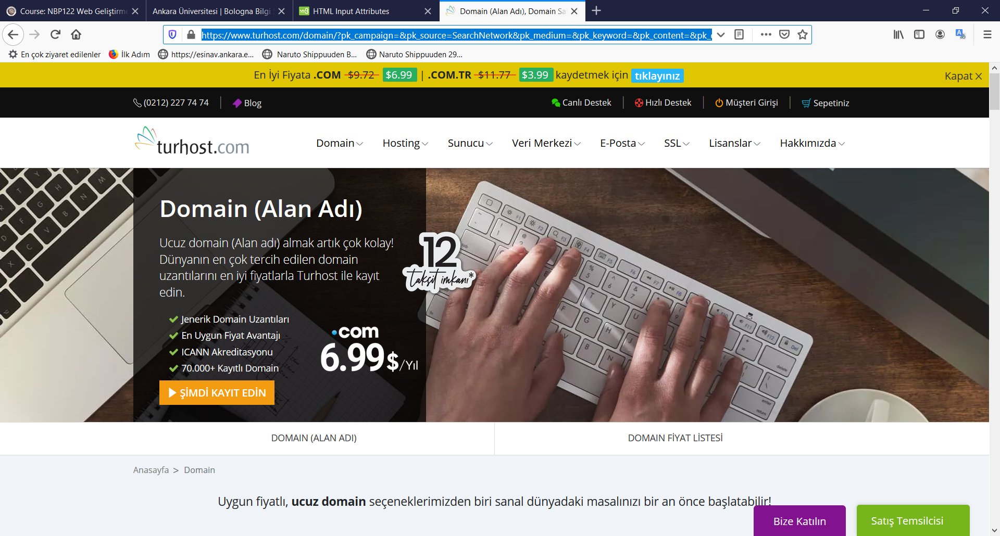 Course: NBP122 Web Geliştirme
Ankara Üniversitesi | Bologna Bilgi S
HTML Input Attributes
Domain (Alan Adı), Domain Sa
https://www.turhost.com/domain/?pk_campaign=&pk_source=SearchNetwork&pk_medium=&pk_keyword=&pk_content=&pk_c
En çok ziyaret edilenler
İlk Adım
https://esinav.ankara.e...
Naruto Shippuuden B...
Naruto Shippuuden 29...
En İyi Fiyata .COM $9.72 $6.99 | .COM.TR $11.77 $3.99 kaydetmek için tıklayınız
Kapat
(0212) 227 74 74
Blog
Canlı Destek
Hızlı Destek
Müşteri Girişi
Sepetiniz
turhost.com
Domain
Hosting
Sunucu
Veri Merkezi
E-Posta
SSL
Lisanslar
Hakkımızda
Domain (Alan Adı)
Ucuz domain (Alan adı) almak artık çok kolay!
Dünyanın en çok tercih edilen domain
uzantılarını en iyi fiyatlarla Turhost ile kayıt
edin.
12
taksit imkanı*
Jenerik Domain Uzantıları
En Uygun Fiyat Avantajı
ICANN Akreditasyonu
70.000+ Kayıtlı Domain
.com
6.99$/Yıl
ŞİMDİ KAYIT EDİN
DOMAIN (ALAN ADI)
DOMAIN FİYAT LİSTESİ
Anasayfa > Domain
Uygun fiyatlı, ucuz domain seçeneklerimizden biri sanal dünyadaki masalınızı bir an önce başlatabilir!
Bize Katılın
Satış Temsilcisi